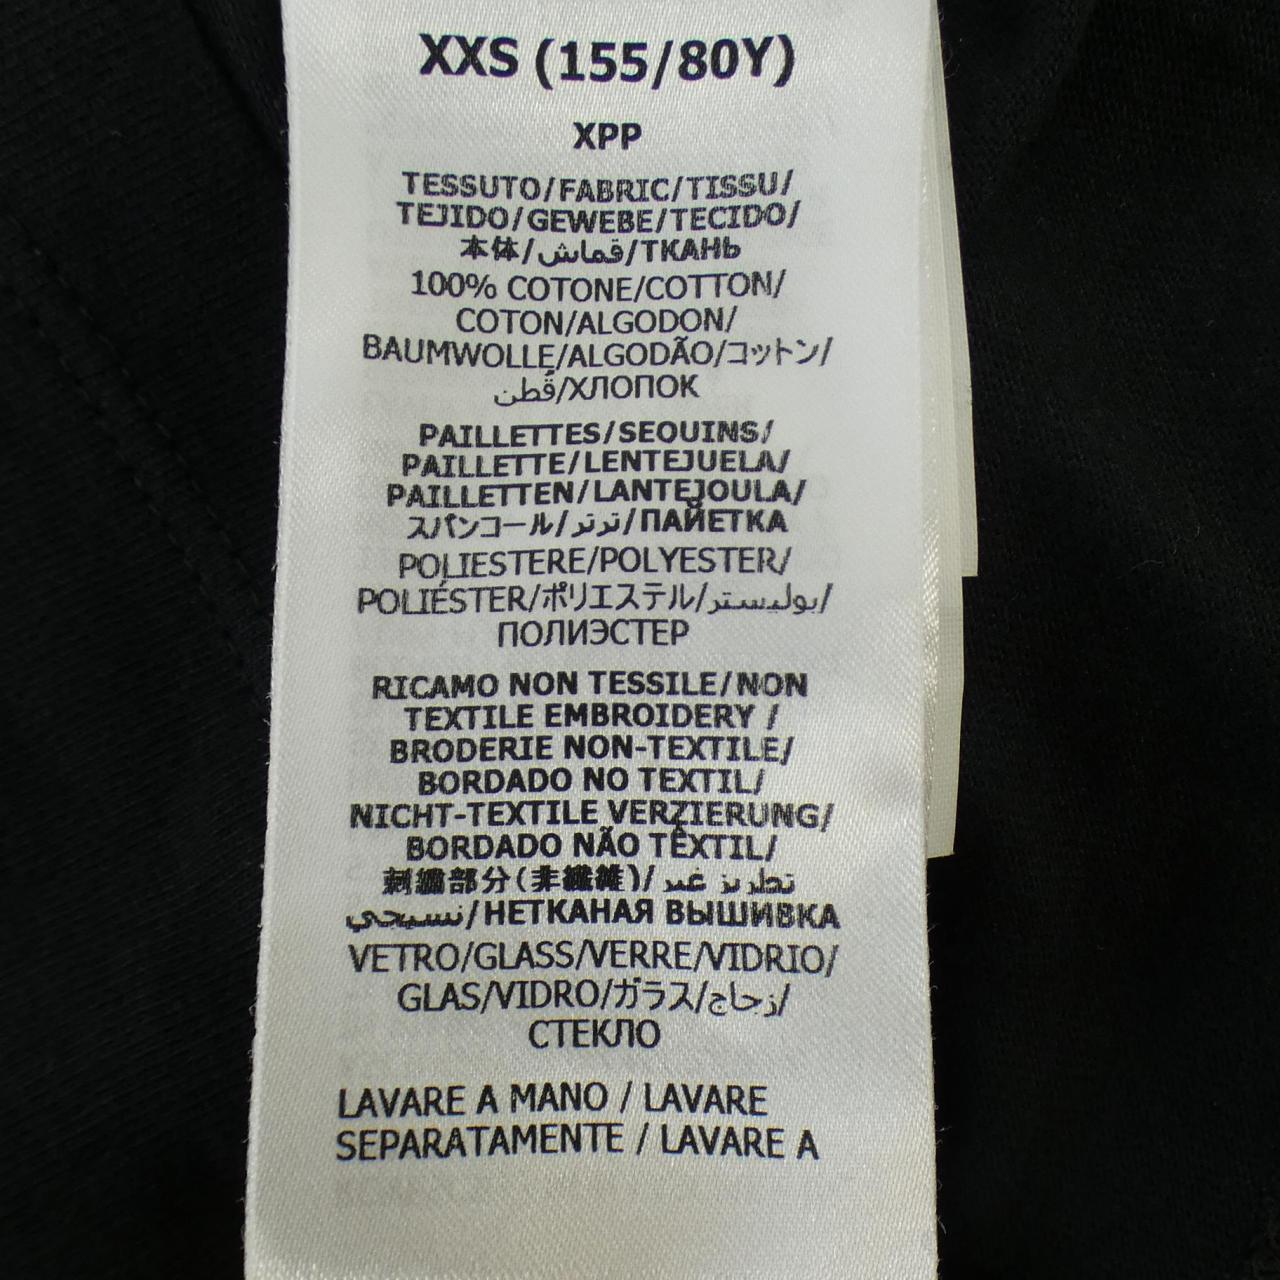 XXS (155/80Y)
XPP
TESSUTO/FABRIC/TISSU/
TEJIDO/GEWEBE/TECIDO/
本体/قماش/ТКАНЬ
100% COTONE/COTTON/
COTON/ALGODON/
BAUMWOLLE/ALGODÃO/コットン/
قُطن/ХЛОПОК
PAILLETTES/SEQUINS/
PAILLETTE/LENTEJUELA/
PAILLETTEN/LANTEJOULA/
スパンコール/ترتر/ПАЙЕТКА
POLIESTERE/POLYESTER/
POLIÉSTER/ポリエステル/بوليستر/
ПОЛИЭСТЕР
RICAMO NON TESSILE/NON
TEXTILE EMBROIDERY /
BRODERIE NON-TEXTILE/
BORDADO NO TEXTIL/
NICHT-TEXTILE VERZIERUNG/
BORDADO NÃO TÊXTIL/
刺繍部分(非繊維)/تطريز غير
نسيجي/НЕТКАНАЯ ВЫШИВКА
VETRO/GLASS/VERRE/VIDRIO/
GLAS/VIDRO/ガラス/زجاج/
СТЕКЛО
LAVARE A MANO / LAVARE
SEPARATAMENTE / LAVARE A